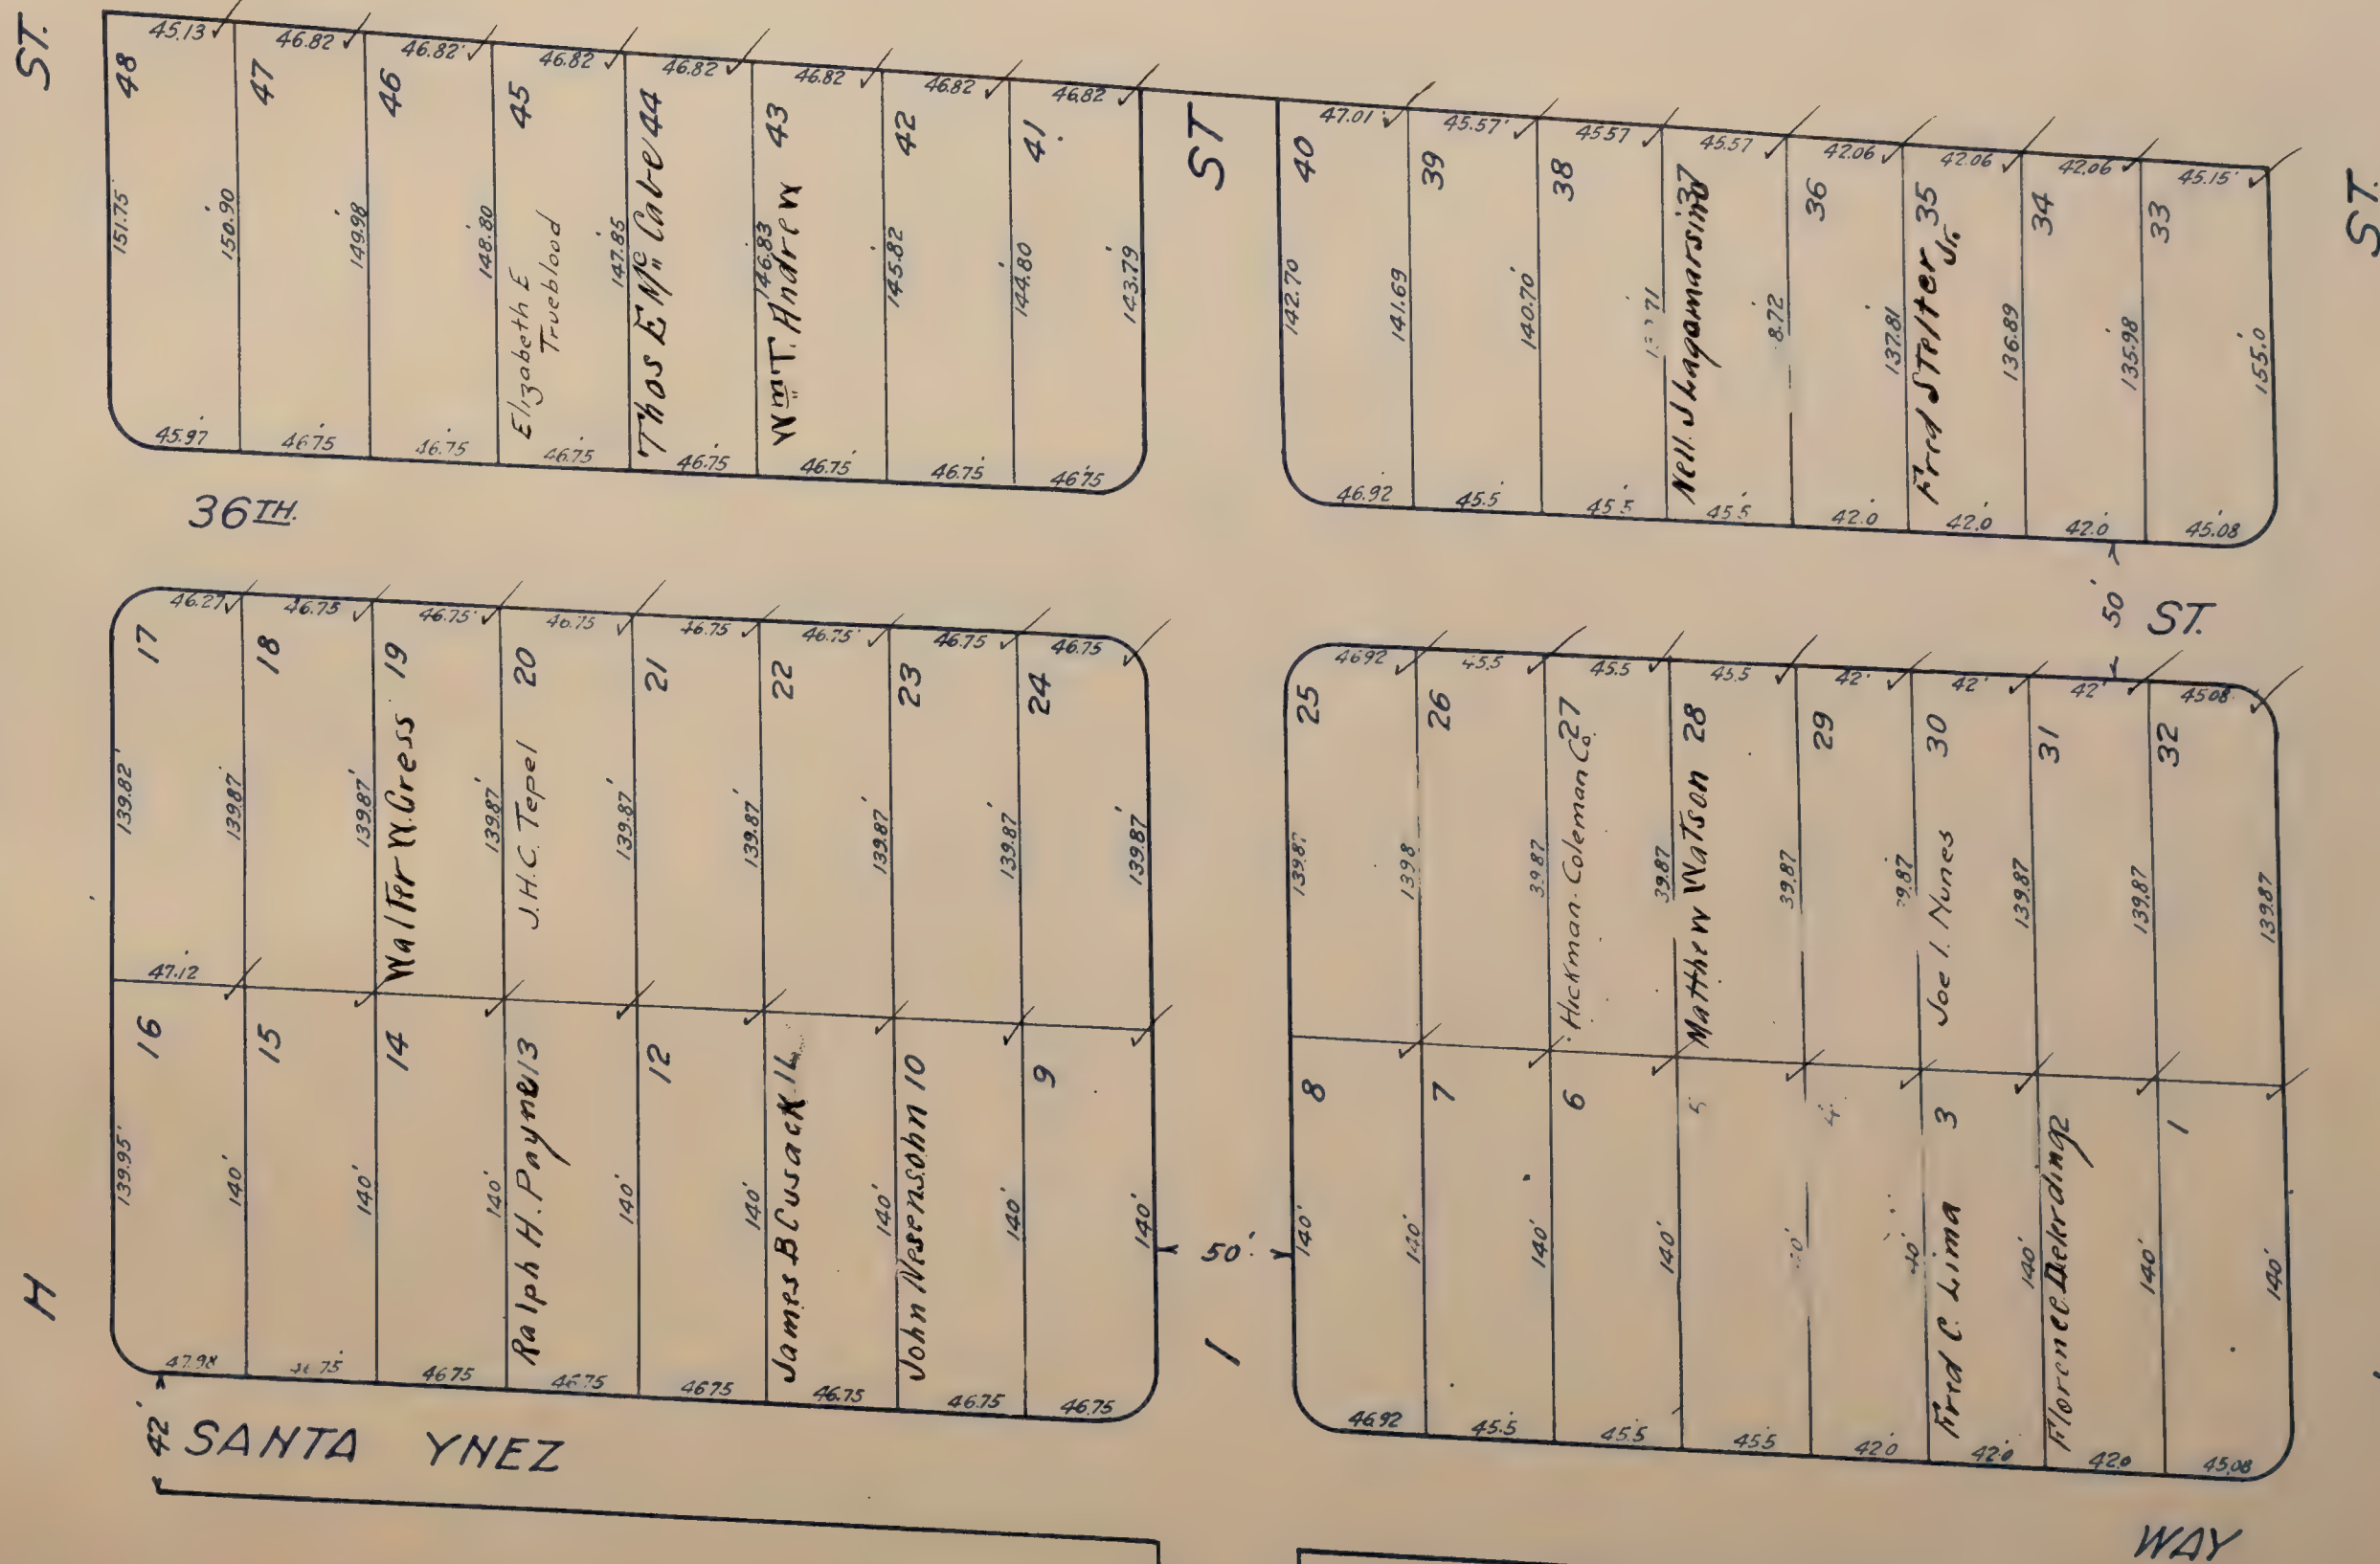 ST.
45.13 46.82 46.82' 46.82 46.82 46.82 46.82 46.82
48 47 46 45 44 43 42 41
151.75 150.90 149.98 148.80 147.85 146.83 145.82 144.80 143.79
Elizabeth E
Trueblood
Thos E McCabe
Wm T. Andrew
45.97 46.75 46.75 46.75 46.75 46.75 46.75 46.75
ST
47.01' 45.57' 45.57 45.57 42.06 42.06 42.06 45.15'
40 39 38 37 36 35 34 33
142.70 141.69 140.70 71 8.72 137.81 136.89 135.98 155.0
Fred Stelter
Jr.
46.92 45.5 45.5 45.5 42.0 42.0 42.0 45.08
ST.
36TH.
50'
ST.
46.27 46.75 46.75' 46.75 46.75 46.75' 46.75 46.75
17 18 19 20 21 22 23 24
139.82' 139.87' 139.87' 139.87' 139.87' 139.87' 139.87' 139.87' 139.87'
Walter W. Gress
J.H.C. Tepel
47.12
16 15 14 13 12 9
139.95' 140' 140' 140' 140' 140' 140' 140' 140'
Ralph H. Payne
James B Cusack
John Nesensohn 10
47.98 46.75 46.75 46.75 46.75 46.75 46.75 46.75
46.92 45.5 45.5 45.5 42' 42' 42' 45.08
25 26 27 28 29 30 31 32
139.87 139.8 39.87 39.87 39.87 39.87 139.87 139.87 139.87
Hickman-Coleman Co.
Matthew Watson
Joe I. Nunes
8 7 6 5 4 3 2 1
140' 140' 140' 140' 40' 140' 140' 140'
Fred C. Lima
Florence Diekerding
46.92 45.5 45.5 45.5 42.0 42.0 42.0 45.08
50'
H
I
42'
SANTA YNEZ
WAY